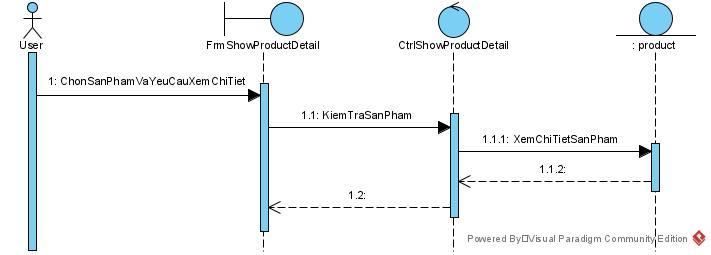 User
FrmShowProductDetail
CtrlShowProductDetail
: product
1: ChonSanPhamVaYeuCauXemChiTiet
1.1: KiemTraSanPham
1.1.1: XemChiTietSanPham
1.1.2:
1.2:
Powered By Visual Paradigm Community Edition